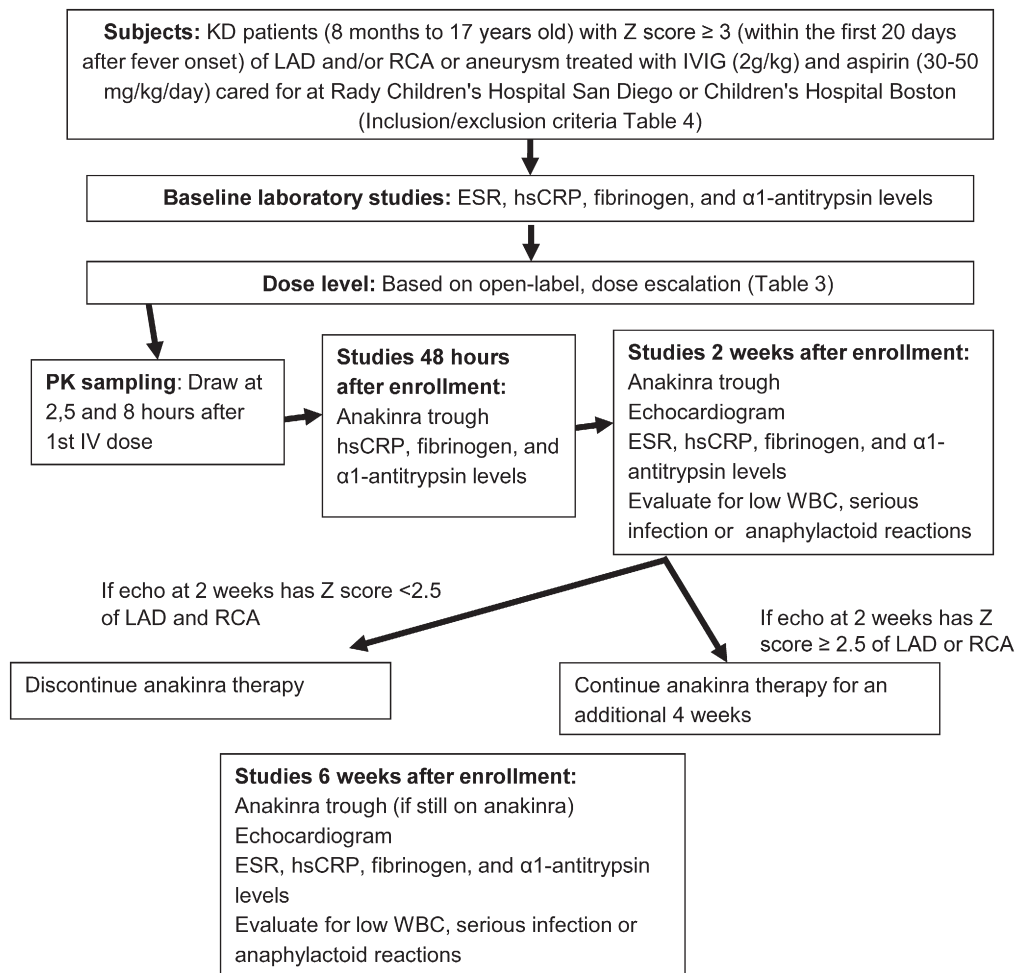 Subjects: KD patients (8 months to 17 years old) with Z score ≥ 3 (within the first 20 days
after fever onset) of LAD and/or RCA or aneurysm treated with IVIG (2g/kg) and aspirin (30-50
mg/kg/day) cared for at Rady Children's Hospital San Diego or Children's Hospital Boston
(Inclusion/exclusion criteria Table 4)
Baseline laboratory studies: ESR, hsCRP, fibrinogen, and α1-antitrypsin levels
Dose level: Based on open-label, dose escalation (Table 3)
PK sampling: Draw at
2,5 and 8 hours after
1st IV dose
Studies 48 hours
after enrollment:
Anakinra trough
hsCRP, fibrinogen, and
α1-antitrypsin levels
Studies 2 weeks after enrollment:
Anakinra trough
Echocardiogram
ESR, hsCRP, fibrinogen, and α1-
antitrypsin levels
Evaluate for low WBC, serious
infection or  anaphylactoid reactions
If echo at 2 weeks has Z score <2.5
of LAD and RCA
If echo at 2 weeks has Z
score ≥ 2.5 of LAD or RCA
Discontinue anakinra therapy
Continue anakinra therapy for an
additional 4 weeks
Studies 6 weeks after enrollment:
Anakinra trough (if still on anakinra)
Echocardiogram
ESR, hsCRP, fibrinogen, and α1-antitrypsin
levels
Evaluate for low WBC, serious infection or
anaphylactoid reactions